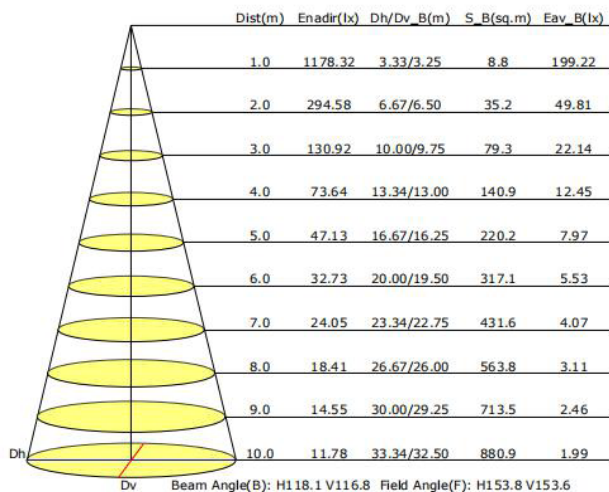 Dist(m) Enadir(lx) Dh/Dv_B(m) S_B(sq.m) Eav_B(lx)
1.0 1178.32 3.33/3.25 8.8 199.22
2.0 294.58 6.67/6.50 35.2 49.81
3.0 130.92 10.00/9.75 79.3 22.14
4.0 73.64 13.34/13.00 140.9 12.45
5.0 47.13 16.67/16.25 220.2 7.97
6.0 32.73 20.00/19.50 317.1 5.53
7.0 24.05 23.34/22.75 431.6 4.07
8.0 18.41 26.67/26.00 563.8 3.11
9.0 14.55 30.00/29.25 713.5 2.46
Dh 10.0 11.78 33.34/32.50 880.9 1.99
Dv Beam Angle(B): H118.1 V116.8 Field Angle(F): H153.8 V153.6